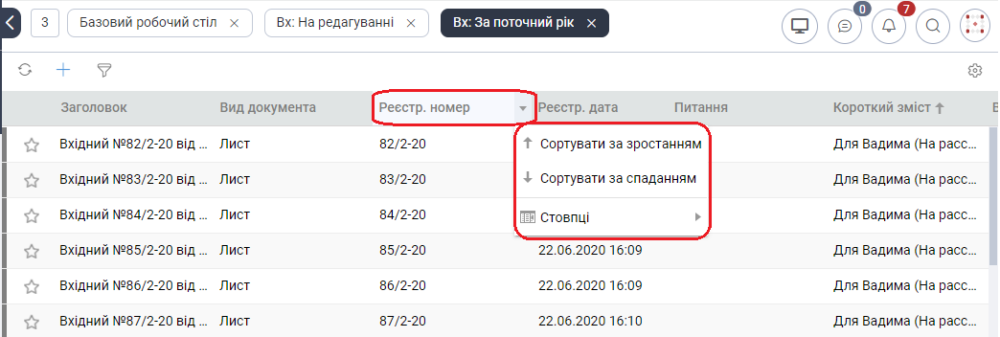 3 Базовий робочий стіл Вх: На редагуванні Вх: За поточний рік 0 7
Заголовок Вид документа Реєстр. номер Реєстр. дата Питання Короткий зміст В
Вхідний №82/2-20 від ... Лист 82/2-20 Сортувати за зростанням Для Вадима (На расс...
Вхідний №83/2-20 від ... Лист 83/2-20 Сортувати за спаданням Для Вадима (На расс...
Вхідний №84/2-20 від ... Лист 84/2-20 Стовпці Для Вадима (На расс...
Вхідний №85/2-20 від ... Лист 85/2-20 22.06.2020 16:09 Для Вадима (На расс...
Вхідний №86/2-20 від ... Лист 86/2-20 22.06.2020 16:09 Для Вадима (На расс...
Вхідний №87/2-20 від ... Лист 87/2-20 22.06.2020 16:10 Для Вадима (На расс...